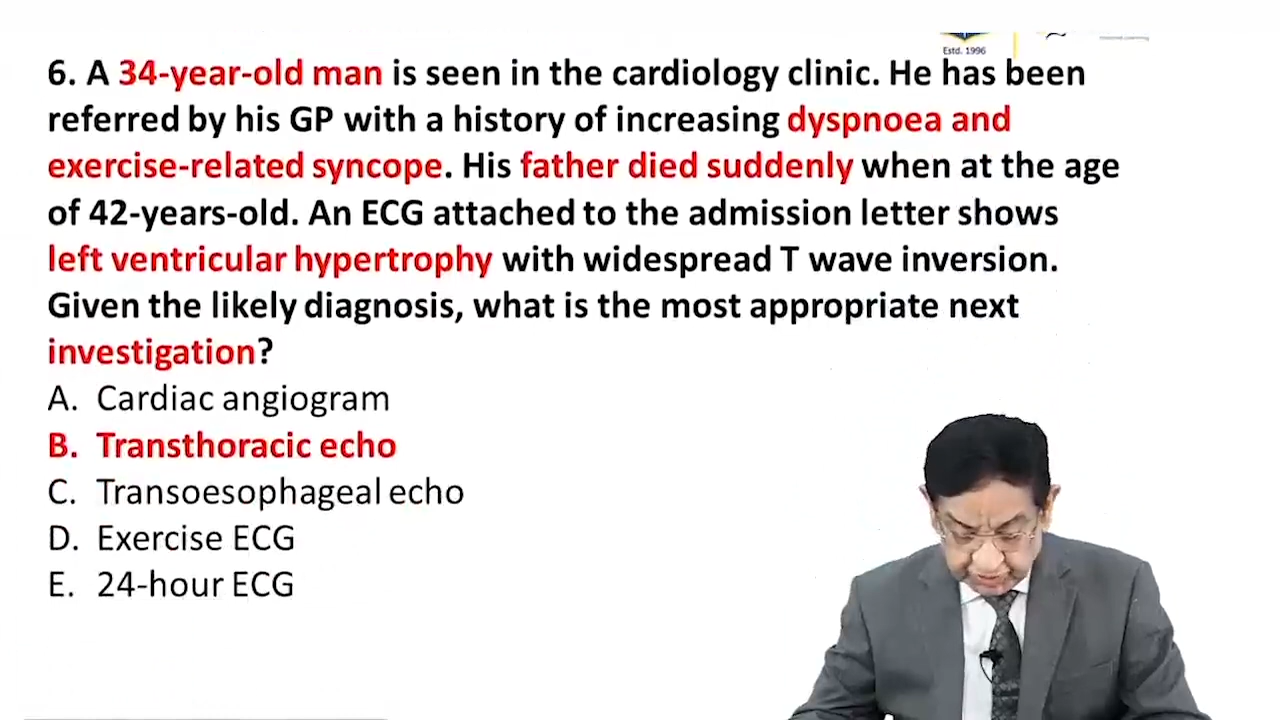 Estd. 1996
6. A 34-year-old man is seen in the cardiology clinic. He has been
referred by his GP with a history of increasing dyspnoea and
exercise-related syncope. His father died suddenly when at the age
of 42-years-old. An ECG attached to the admission letter shows
left ventricular hypertrophy with widespread T wave inversion.
Given the likely diagnosis, what is the most appropriate next
investigation?
A. Cardiac angiogram
B. Transthoracic echo
C. Transoesophageal echo
D. Exercise ECG
E. 24-hour ECG